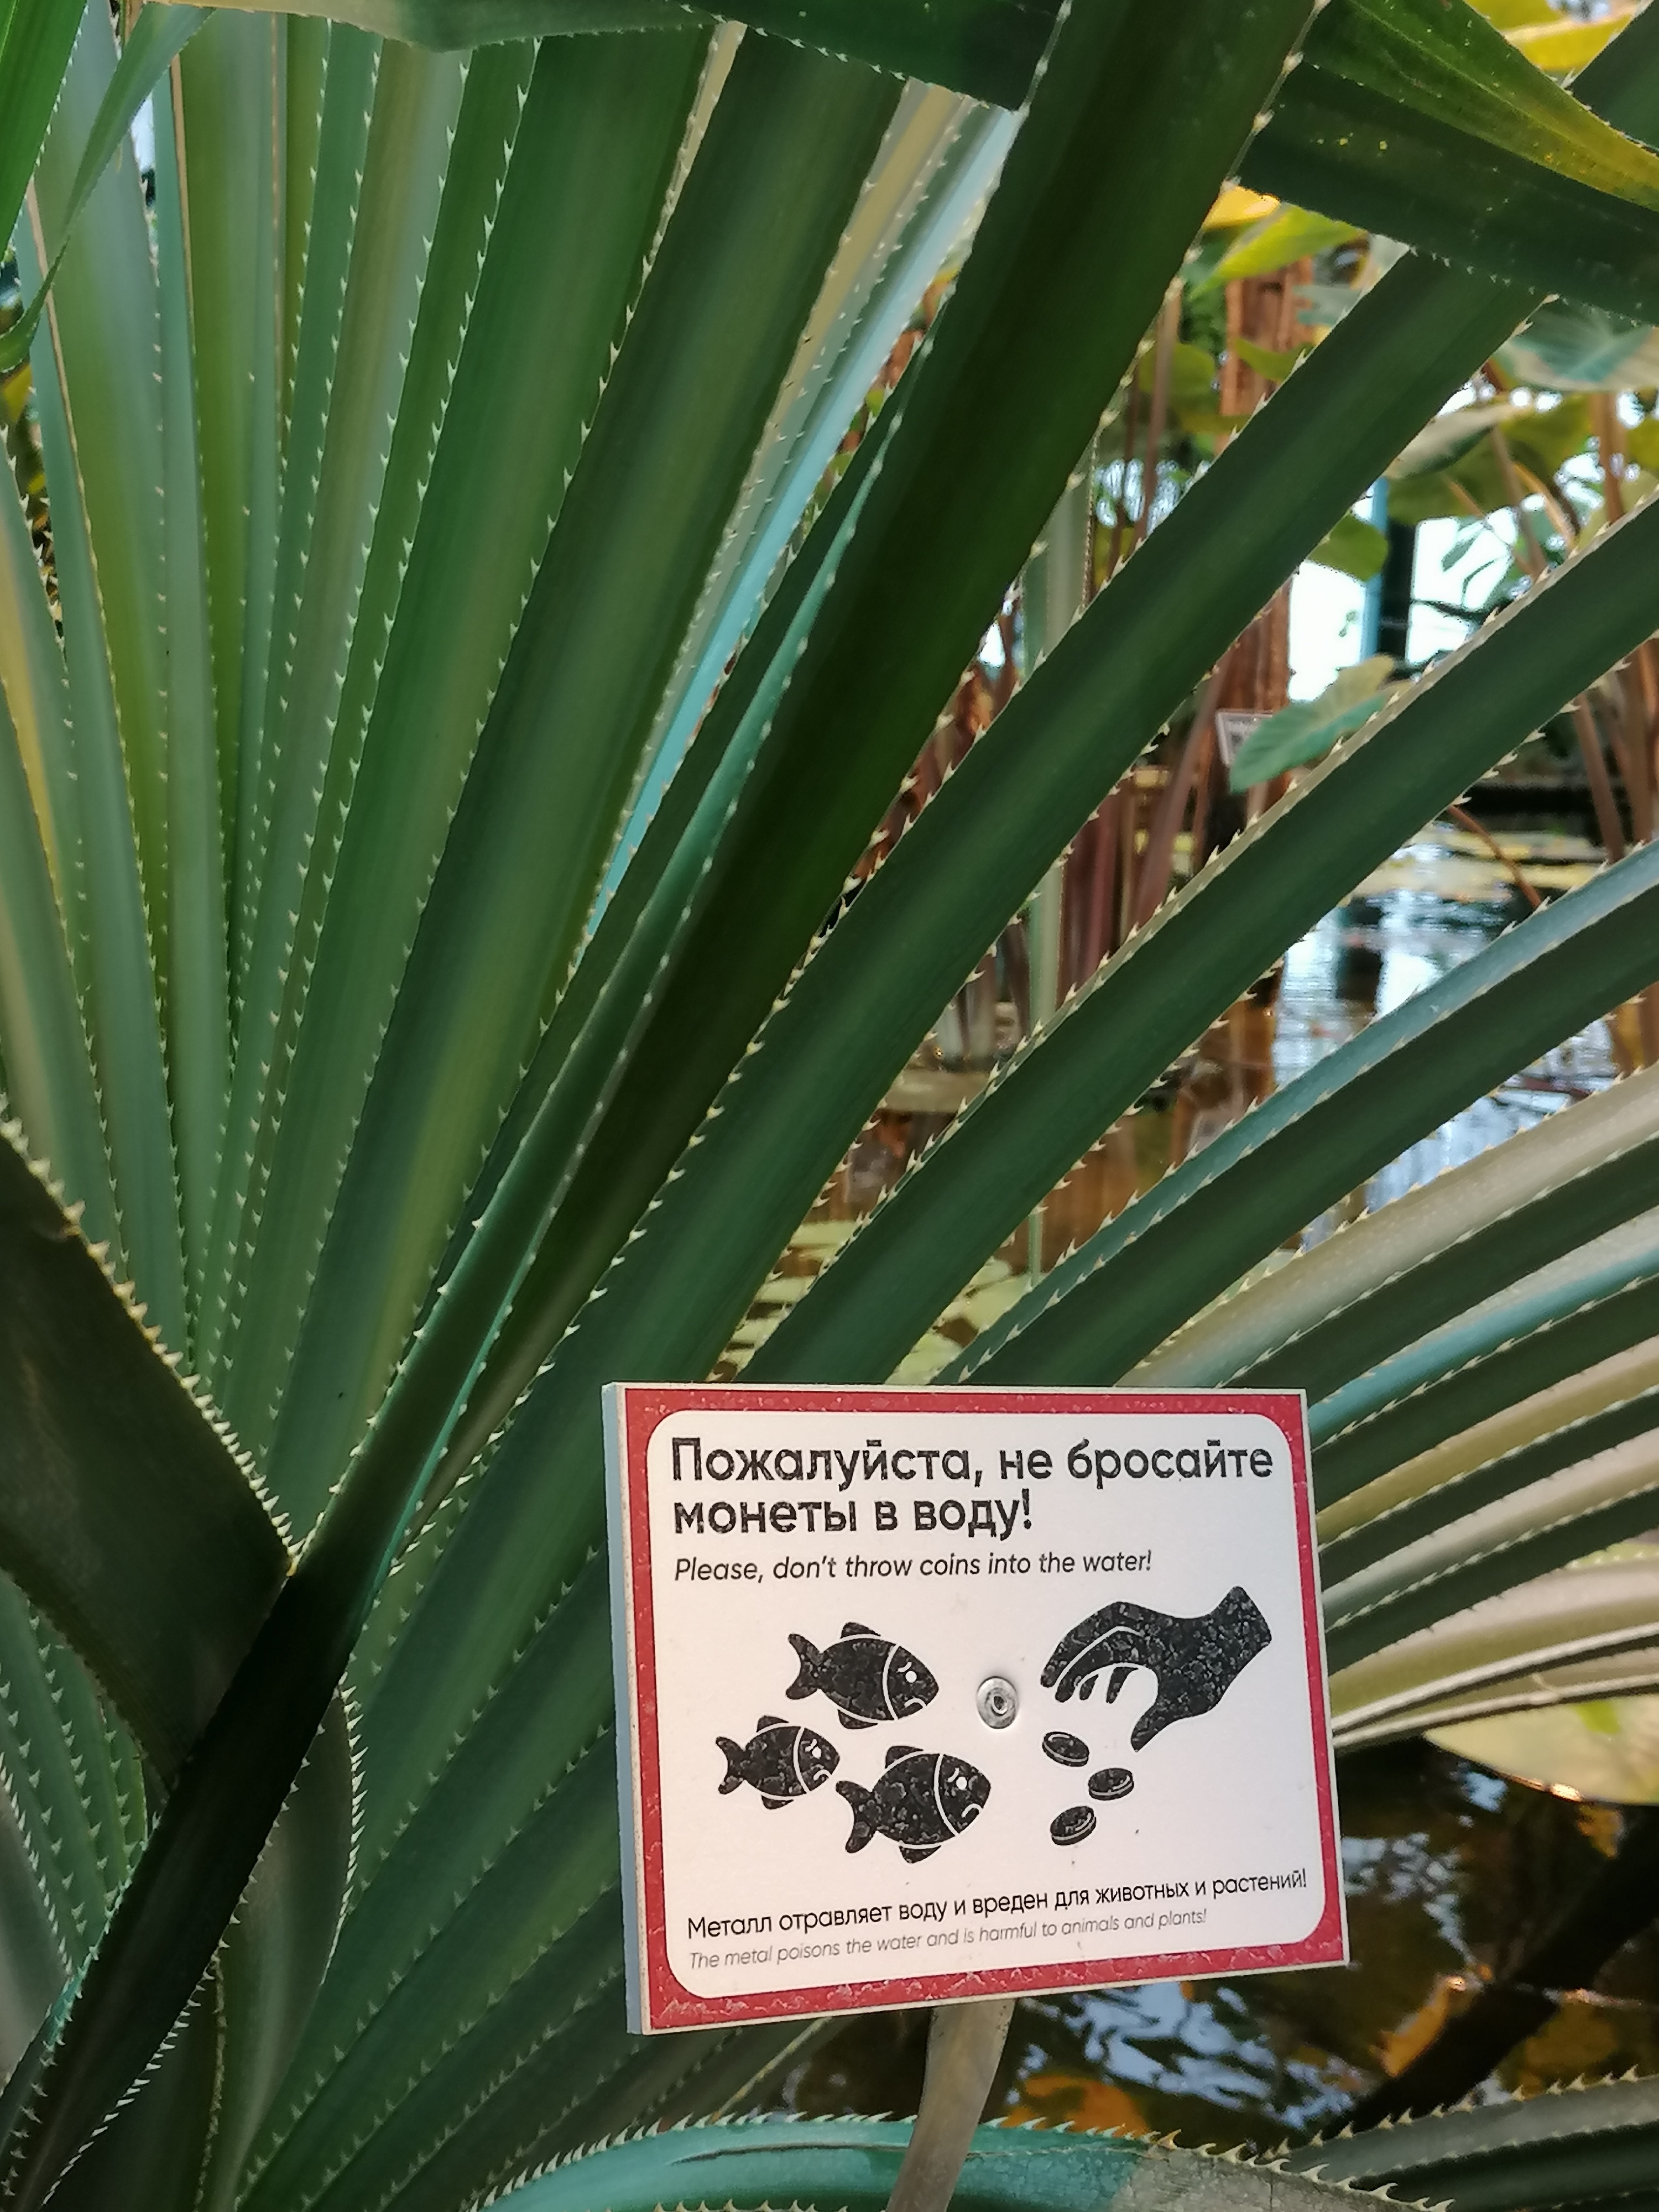 Пожалуйста, не бросайте
монеты в воду!
Please, don't throw coins into the water!
Металл отравляет воду и вреден для животных и растений!
The metal poisons the water and is harmful to animals and plants!